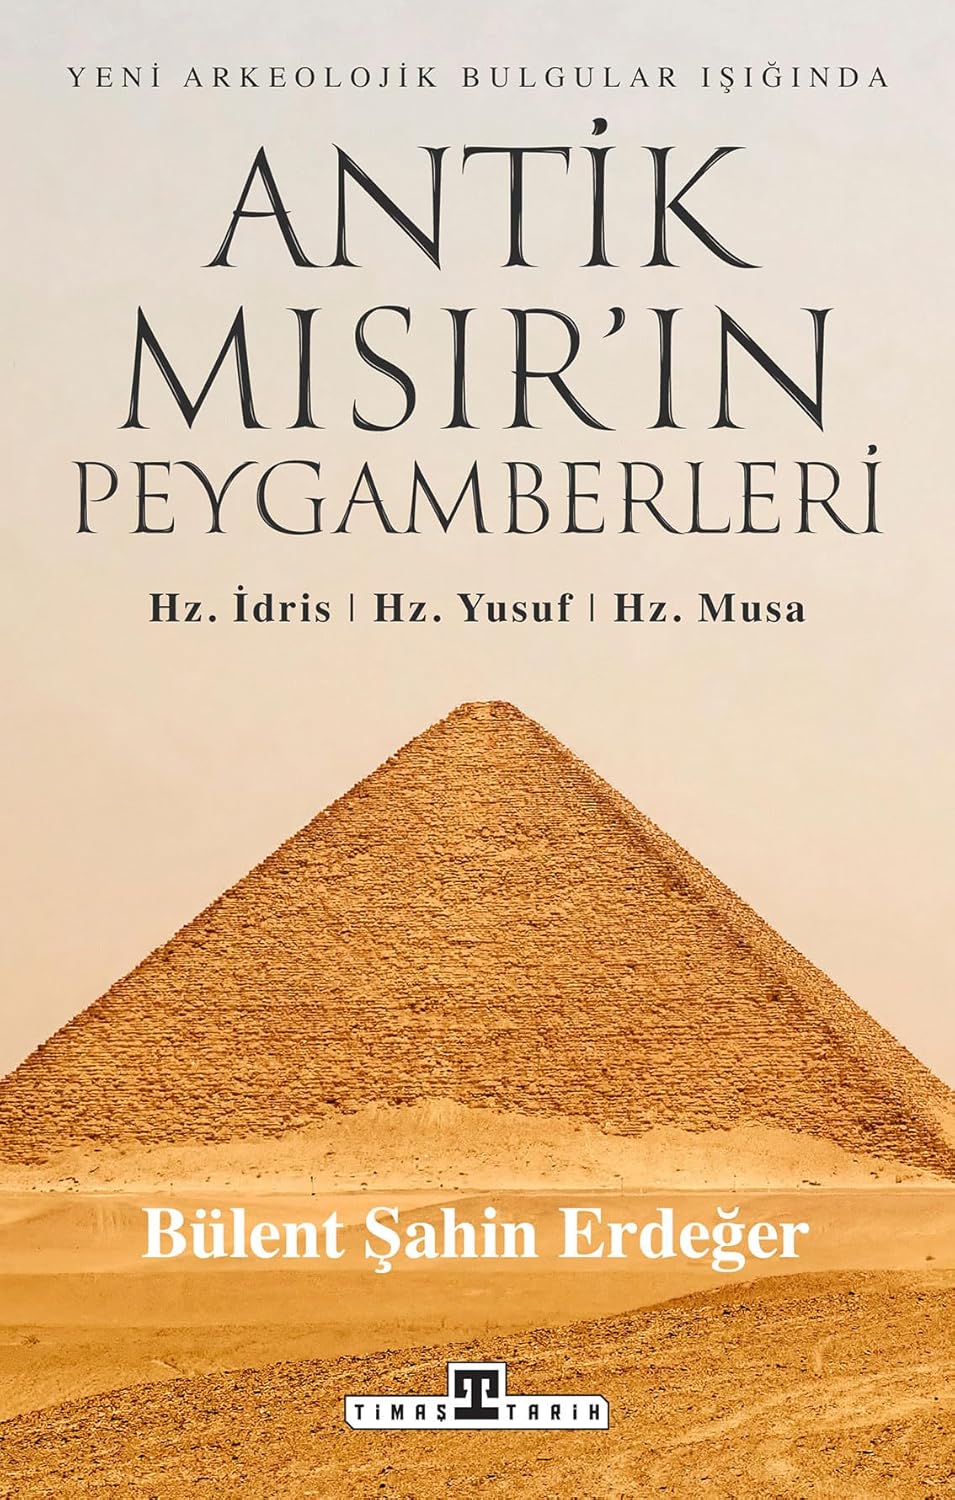 YENİ ARKEOLOJİK BULGULAR IŞIĞINDA
ANTİK
MISIR'IN
PEYGAMBERLERİ
Hz. İdris | Hz. Yusuf | Hz. Musa
Bülent Şahin Erdeğer
TİMAŞ TARİH